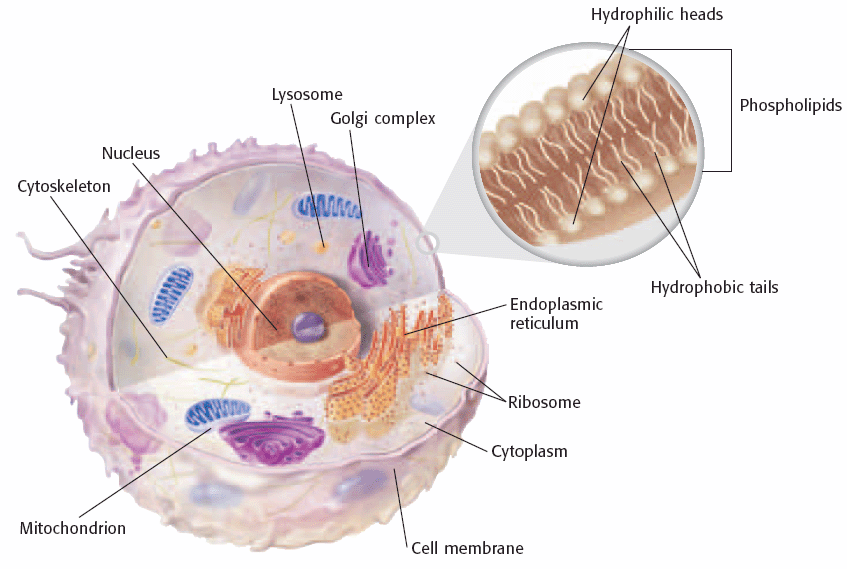 Hydrophilic heads
Phospholipids
Lysosome
Golgi complex
Nucleus
Cytoskeleton
Hydrophobic tails
Endoplasmic
reticulum
Ribosome
Cytoplasm
Mitochondrion
Cell membrane